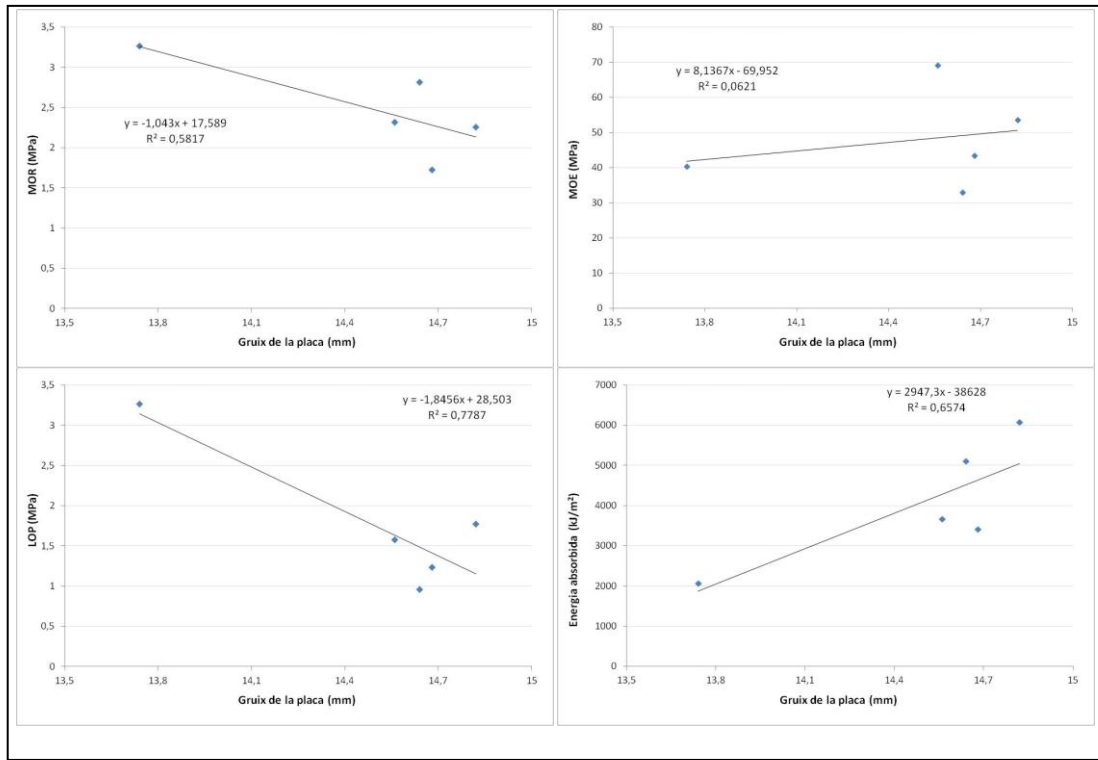 3,5
3
2,5
2
1,5
1
0,5
0
MOR (MPa)
y = -1,043x + 17,589
R² = 0,5817
13,5 13,8 14,1 14,4 14,7 15
Gruix de la placa (mm)
80
70
60
50
40
30
20
10
0
MOE (MPa)
y = 8,1367x - 69,952
R² = 0,0621
13,5 13,8 14,1 14,4 14,7 15
Gruix de la placa (mm)
3,5
3
2,5
2
1,5
1
0,5
0
LOP (MPa)
y = -1,8456x + 28,503
R² = 0,7787
13,5 13,8 14,1 14,4 14,7 15
Gruix de la placa (mm)
7000
6000
5000
4000
3000
2000
1000
0
Energia absorbida (kJ/m²)
y = 2947,3x - 38628
R² = 0,6574
13,5 13,8 14,1 14,4 14,7 15
Gruix de la placa (mm)